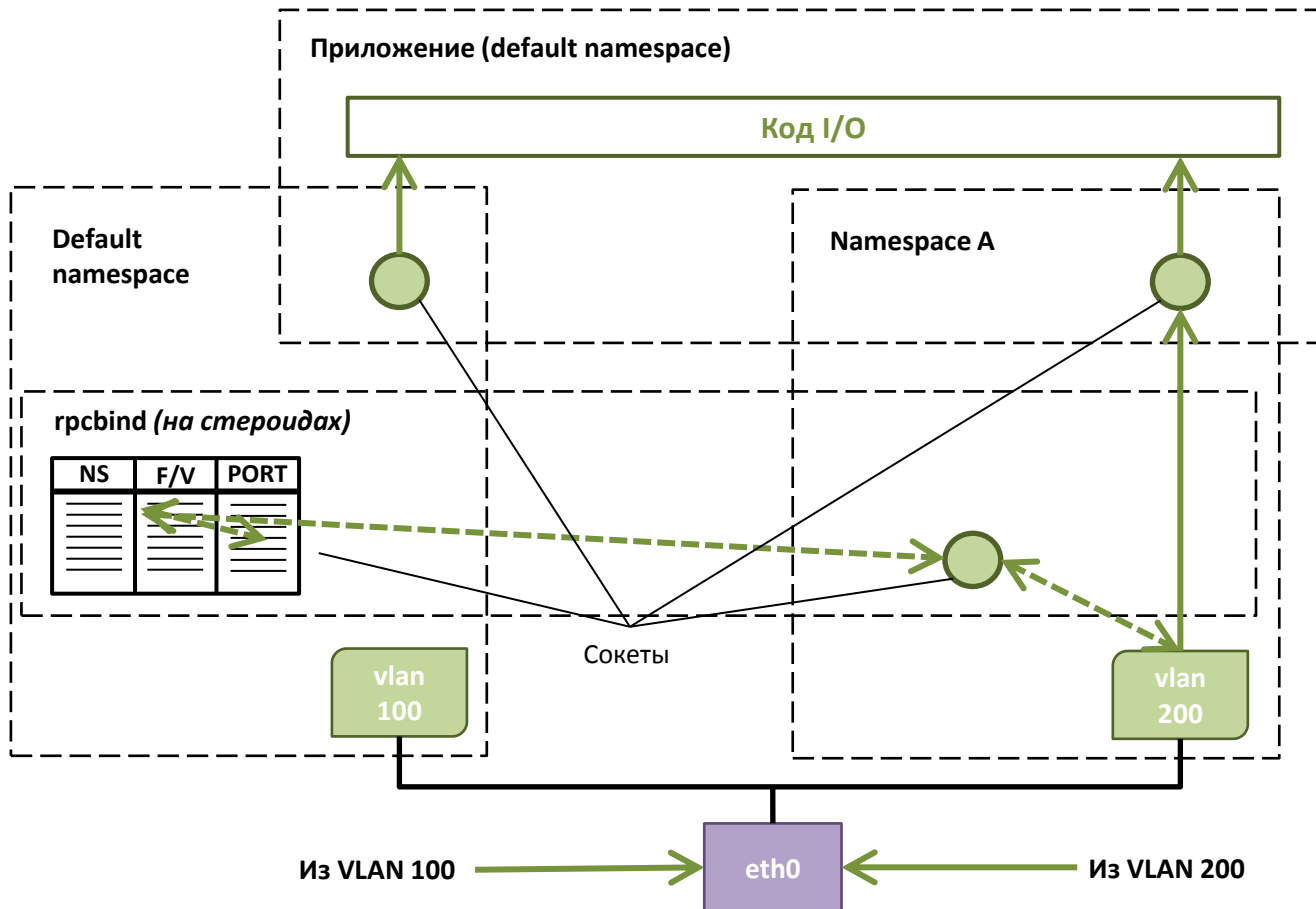 Приложение (default namespace)
Код I/O
Default
namespace
Namespace A
rpcbind (на стероидах)
NS F/V PORT
Сокеты
vlan
100
vlan
200
eth0
Из VLAN 100
Из VLAN 200